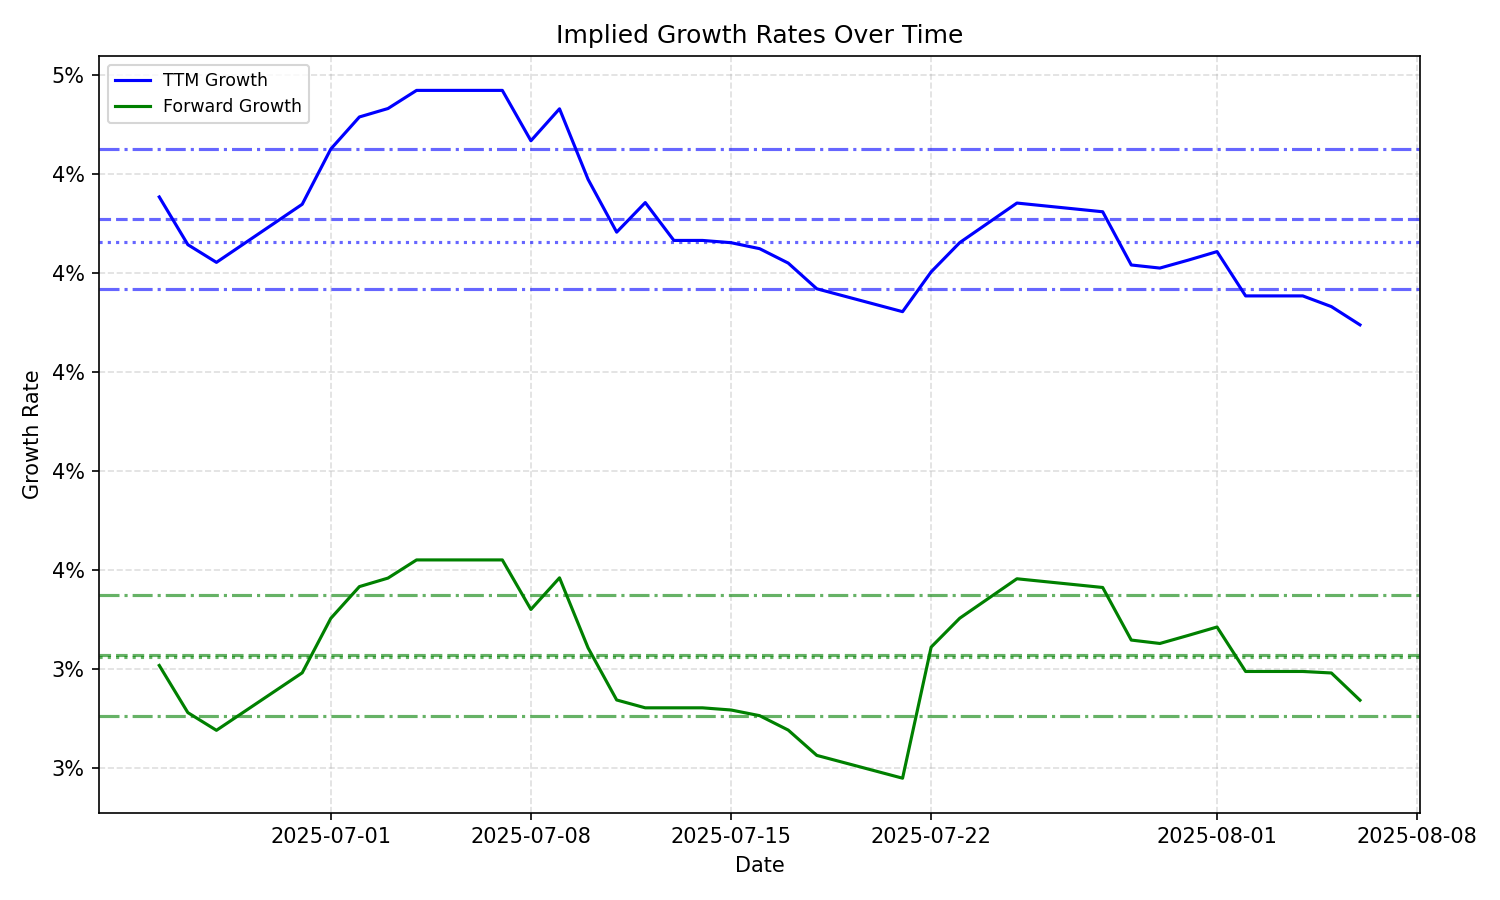 Implied Growth Rates Over Time
TTM Growth
Forward Growth
5%
4%
4%
4%
4%
4%
3%
3%
Growth Rate
2025-07-01
2025-07-08
2025-07-15
2025-07-22
2025-08-01
2025-08-08
Date